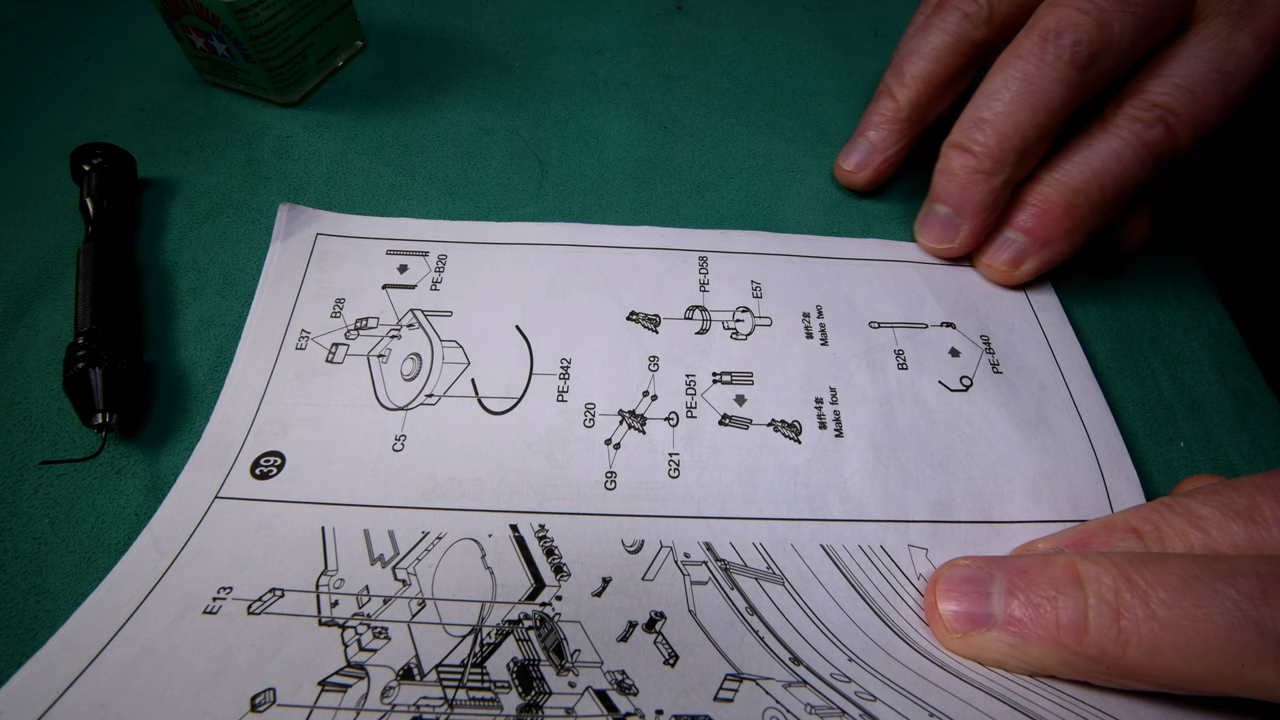 39
E37
B28
PE-B20
C5
PE-B42
G20
G9
G9
G21
PE-D51
制作4套
Make four
PE-D58
E57
制作2套
Make two
B26
PE-B40
E13